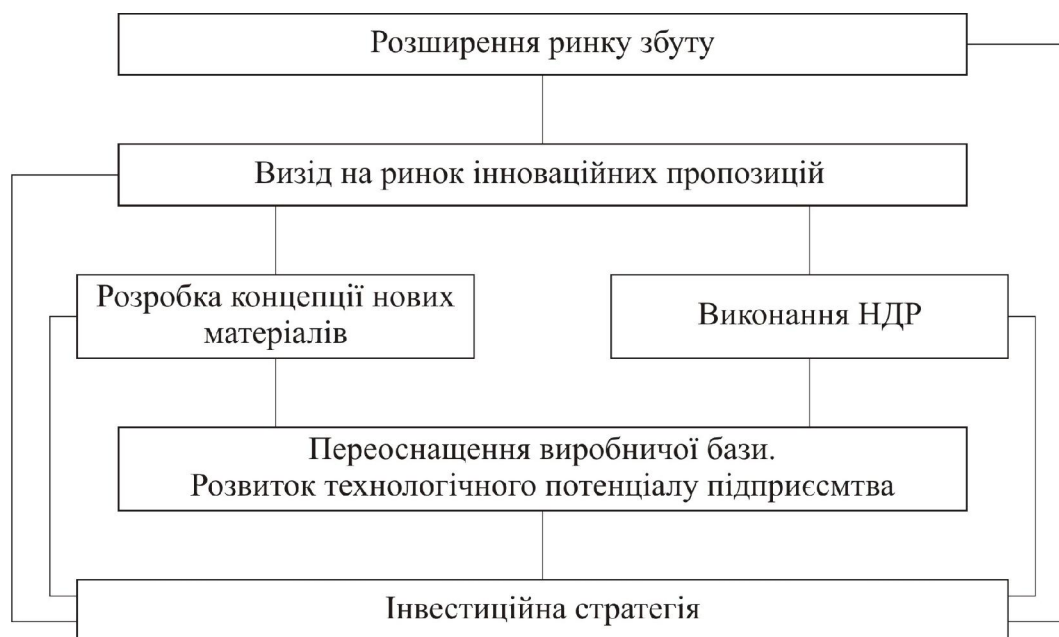 Розширення ринку збуту
Визід на ринок інноваційних пропозицій
Розробка концепції нових
матеріалів
Виконання НДР
Переоснащення виробничої бази.
Розвиток технологічного потенціалу підприєсмтва
Інвестиційна стратегія